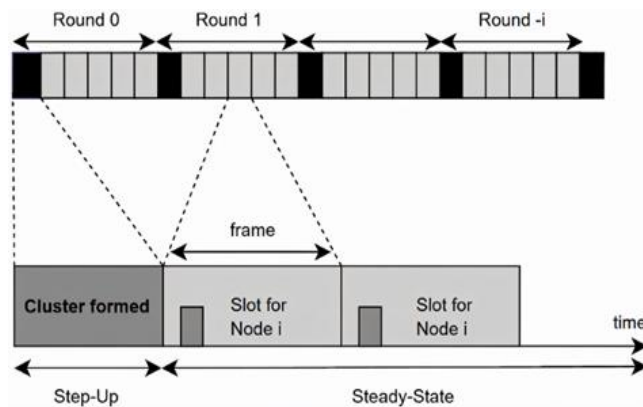 Round 0
Round 1
Round -i
frame
Cluster formed
Slot for
Node i
Slot for
Node i
time
Step-Up
Steady-State